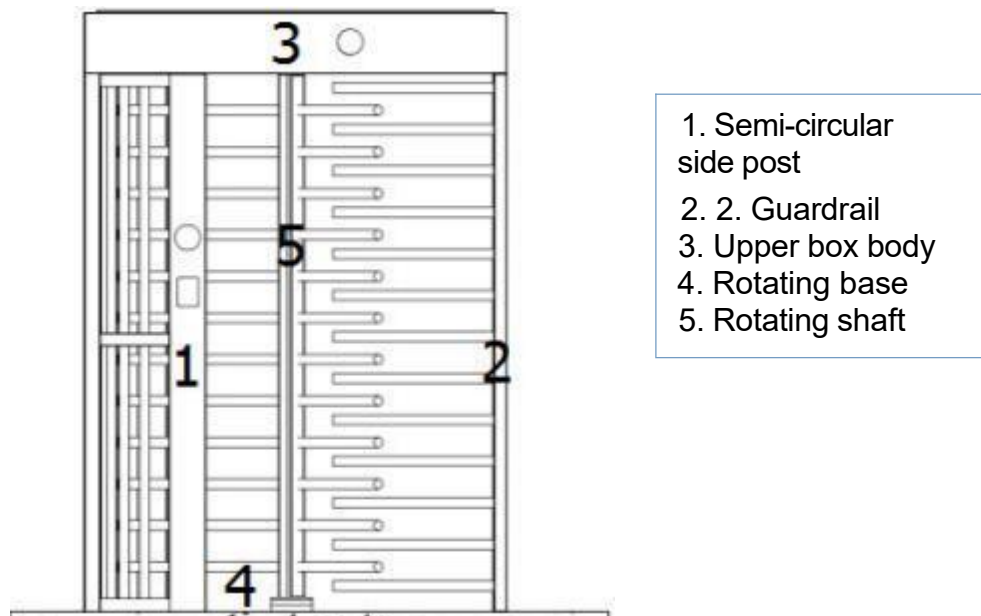 3
5
1
2
4
1. Semi-circular
side post
2. 2. Guardrail
3. Upper box body
4. Rotating base
5. Rotating shaft